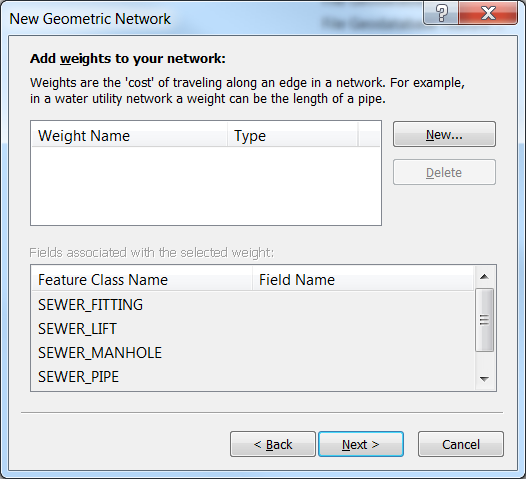 New Geometric Network
Add weights to your network:
Weights are the 'cost' of traveling along an edge in a network. For example,
in a water utility network a weight can be the length of a pipe.
Weight Name Type
New...
Delete
Fields associated with the selected weight:
Feature Class Name Field Name
SEWER_FITTING
SEWER_LIFT
SEWER_MANHOLE
SEWER_PIPE
< Back Next > Cancel